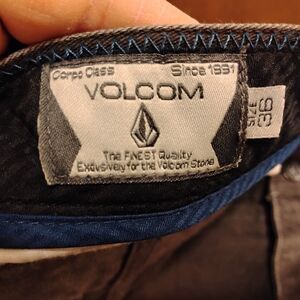 Corpo Class Since 1991
VOLCOM
The FINEST Quality
Exclusively for the Volcom Stone
SIZE 36